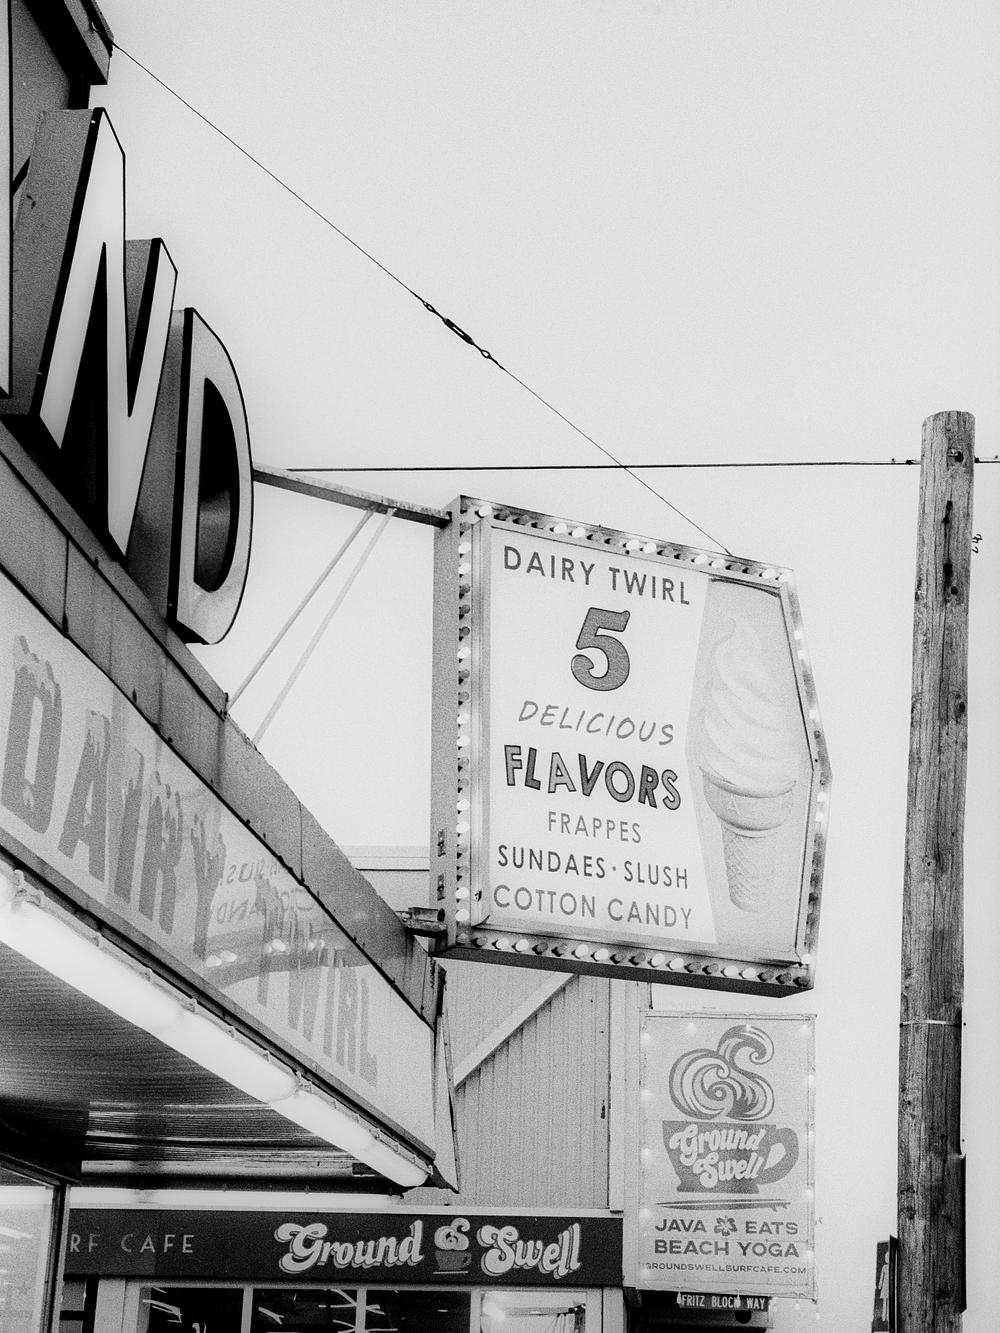 ND
DAIRY TWIRL
5
DELICIOUS
FLAVORS
FRAPPES
SUNDAES · SLUSH
COTTON CANDY
DAIRY TWIRL
Ground Swell
JAVA & EATS
BEACH YOGA
GROUNDSWELLSURFCAFE.COM
RF CAFE Ground Swell
FRITZ BLOCK WAY